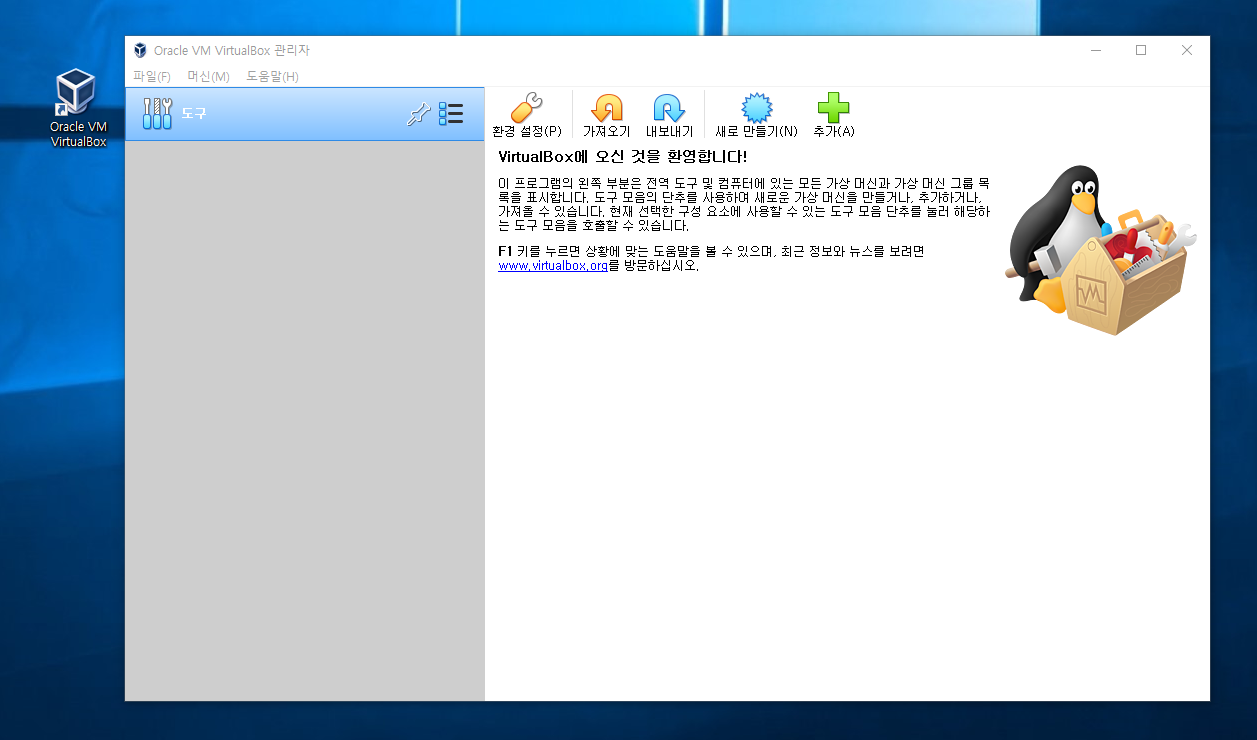 Oracle VM VirtualBox 관리자
파일(F) 머신(M) 도움말(H)
Oracle VM
VirtualBox
도구
환경 설정(P) 가져오기 내보내기 새로 만들기(N) 추가(A)
VirtualBox에 오신 것을 환영합니다!
이 프로그램의 왼쪽 부분은 전역 도구 및 컴퓨터에 있는 모든 가상 머신과 가상 머신 그룹 목
록을 표시합니다. 도구 모음의 단추를 사용하여 새로운 가상 머신을 만들거나, 추가하거나,
가져올 수 있습니다. 현재 선택한 구성 요소에 사용할 수 있는 도구 모음 단추를 눌러 해당하
는 도구 모음을 호출할 수 있습니다.
F1 키를 누르면 상황에 맞는 도움말을 볼 수 있으며, 최근 정보와 뉴스를 보려면
www.virtualbox.org를 방문하십시오.